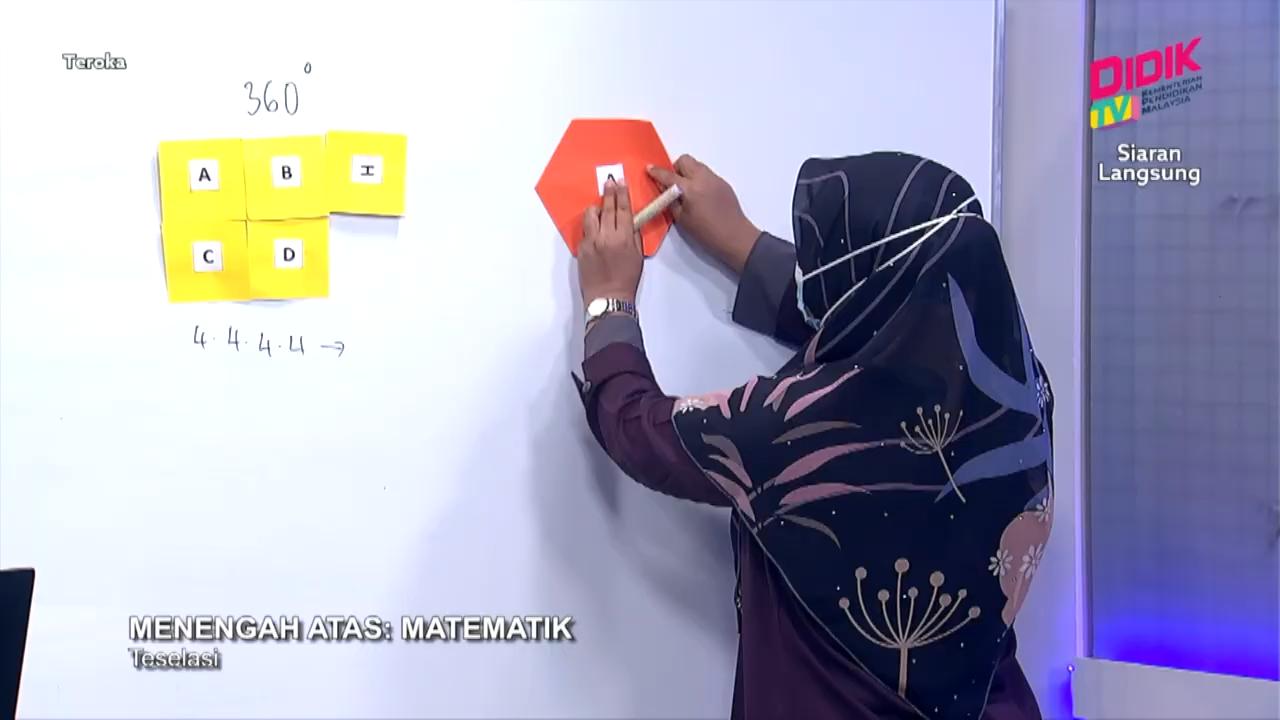 Teroka
360°
A B H
C D
4.4.4.4 →
A
DIDIK
TV KEMENTERIAN PENDIDIKAN MALAYSIA
Siaran
Langsung
MENENGAH ATAS: MATEMATIK
Teselasi